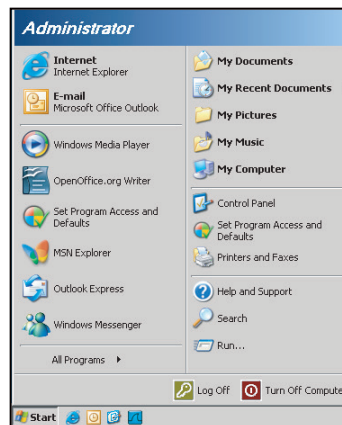 Administrator
Internet
Internet Explorer
E-mail
Microsoft Office Outlook
Windows Media Player
OpenOffice.org Writer
Set Program Access and
Defaults
MSN Explorer
Outlook Express
Windows Messenger
All Programs
My Documents
My Recent Documents
My Pictures
My Music
My Computer
Control Panel
Set Program Access and
Defaults
Printers and Faxes
Help and Support
Search
Run...
Log Off
Turn Off Compute
Start